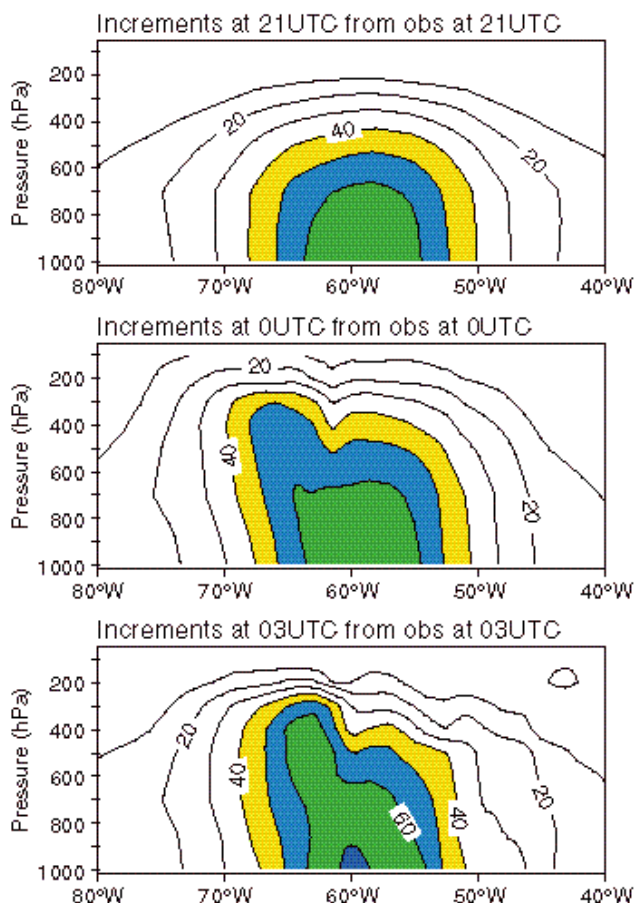 Increments at 21UTC from obs at 21UTC
Pressure (hPa)
200
400
600
800
1000
20
40
20
80°W 70°W 60°W 50°W 40°W
Increments at 0UTC from obs at 0UTC
Pressure (hPa)
200
400
600
800
1000
20
40
20
80°W 70°W 60°W 50°W 40°W
Increments at 03UTC from obs at 03UTC
Pressure (hPa)
200
400
600
800
1000
20
40
60
40
20
80°W 70°W 60°W 50°W 40°W